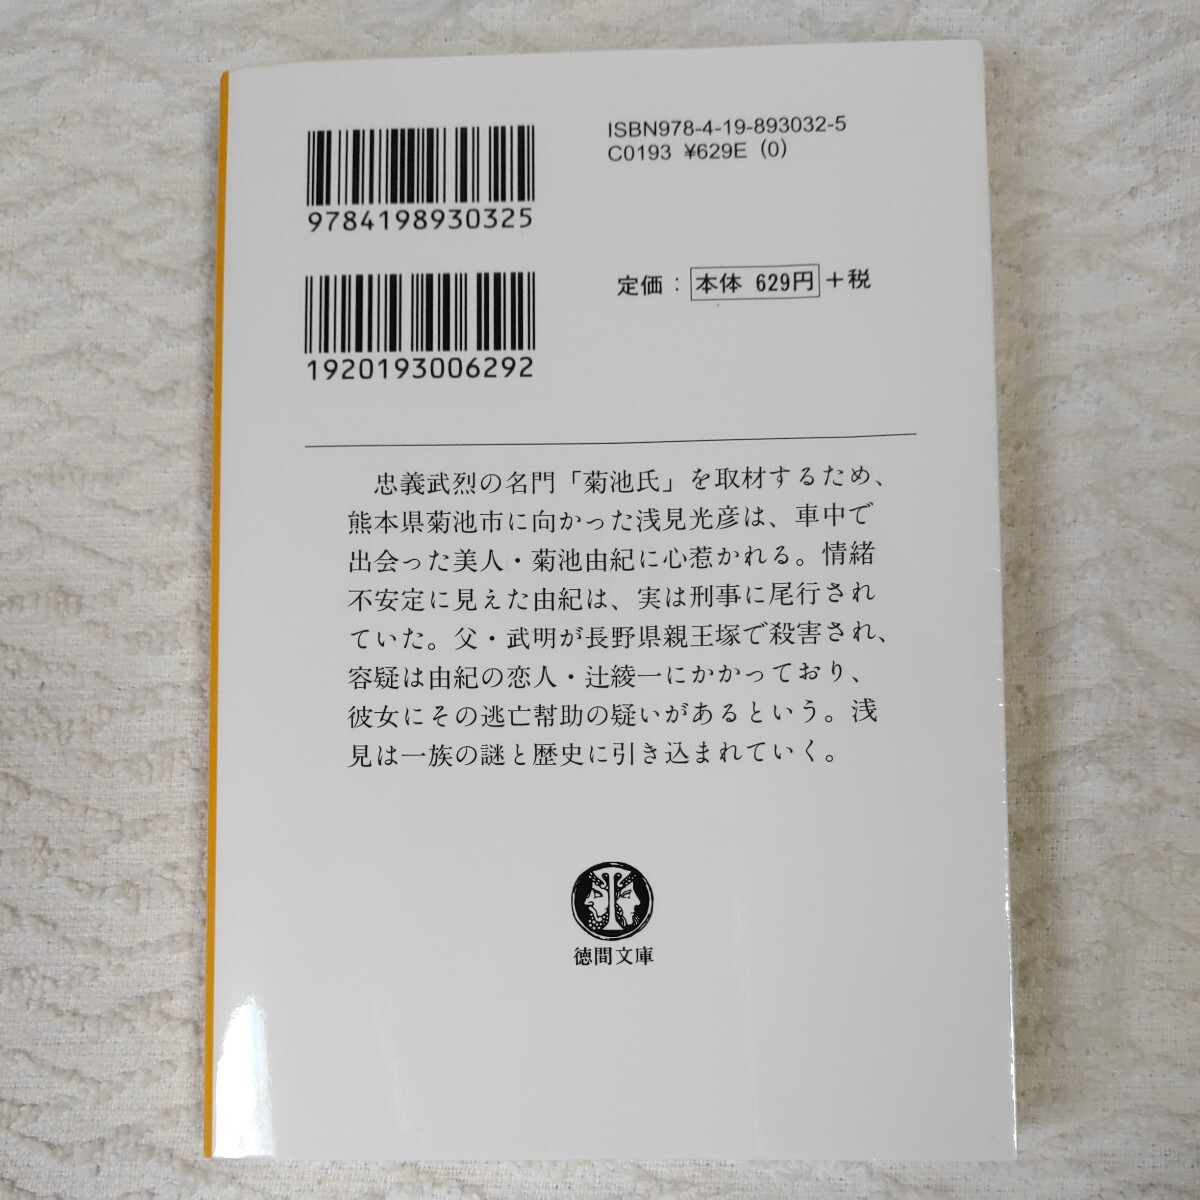 ISBN978-4-19-893032-5
C0193 ¥629E (0)
9784198930325
定価：本体 629円＋税
1920193006292
忠義武烈の名門「菊池氏」を取材するため、
熊本県菊池市に向かった浅見光彦は、車中で
出会った美人・菊池由紀に心惹かれる。情緒
不安定に見えた由紀は、実は刑事に尾行され
ていた。父・武明が長野県親王塚で殺害され、
容疑は由紀の恋人・辻綾一にかかっており、
彼女にその逃亡幇助の疑いがあるという。浅
見は一族の謎と歴史に引き込まれていく。
徳間文庫